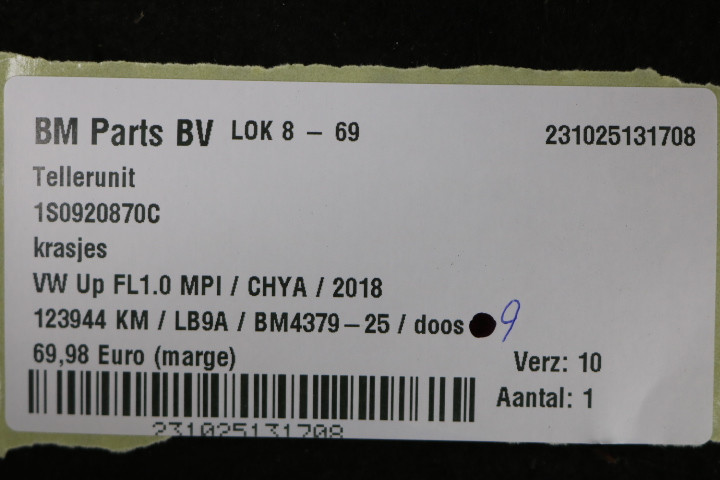 BM Parts BV LOK 8 - 69 231025131708
Tellerunit
1S0920870C
krasjes
VW Up FL1.0 MPI / CHYA / 2018
123944 KM / LB9A / BM4379-25 / doos 9
69,98 Euro (marge) Verz: 10
Aantal: 1
231025131708